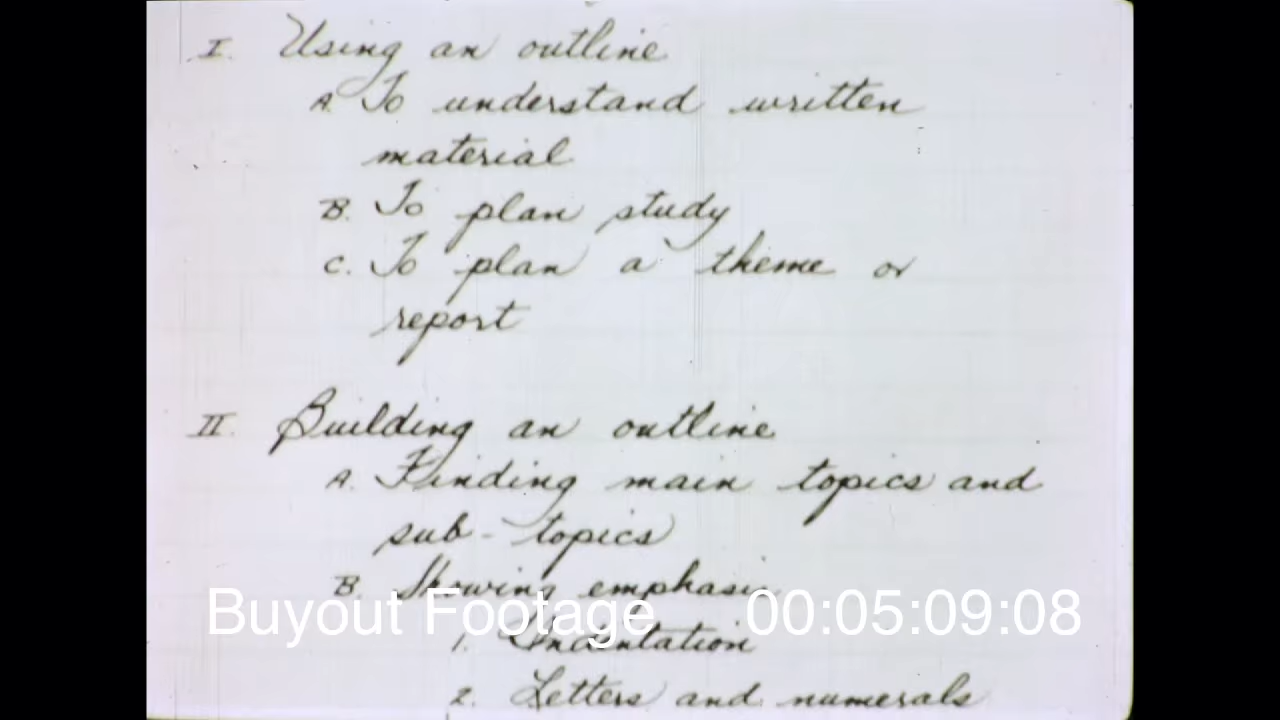 I. Using an outline
A. To understand written
material
B. To plan study
C. To plan a theme or
report
II. Building an outline
A. Finding main topics and
sub-topics
B. Showing emphasis
Buyout Footage 00:05:09:08
1. Indentation
2. Letters and numerals